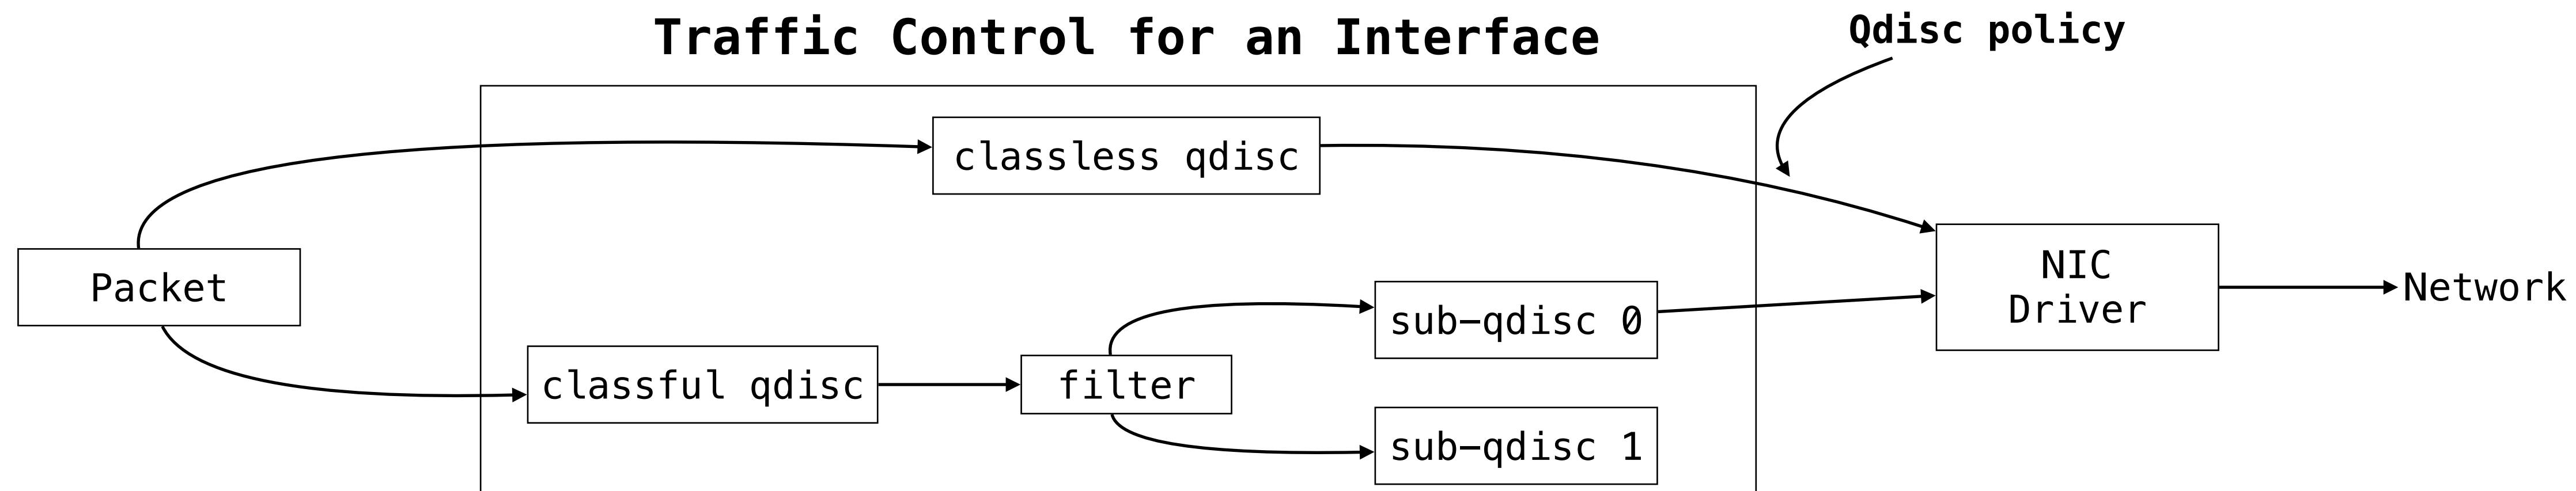 Traffic Control for an Interface
Qdisc policy
classless qdisc
Packet
NIC
Driver
Network
sub-qdisc 0
classful qdisc
filter
sub-qdisc 1